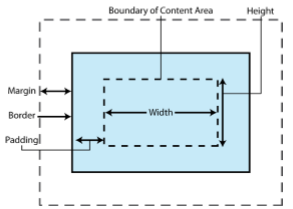 Boundary of Content Area
Height
Margin
Width
Border
Padding